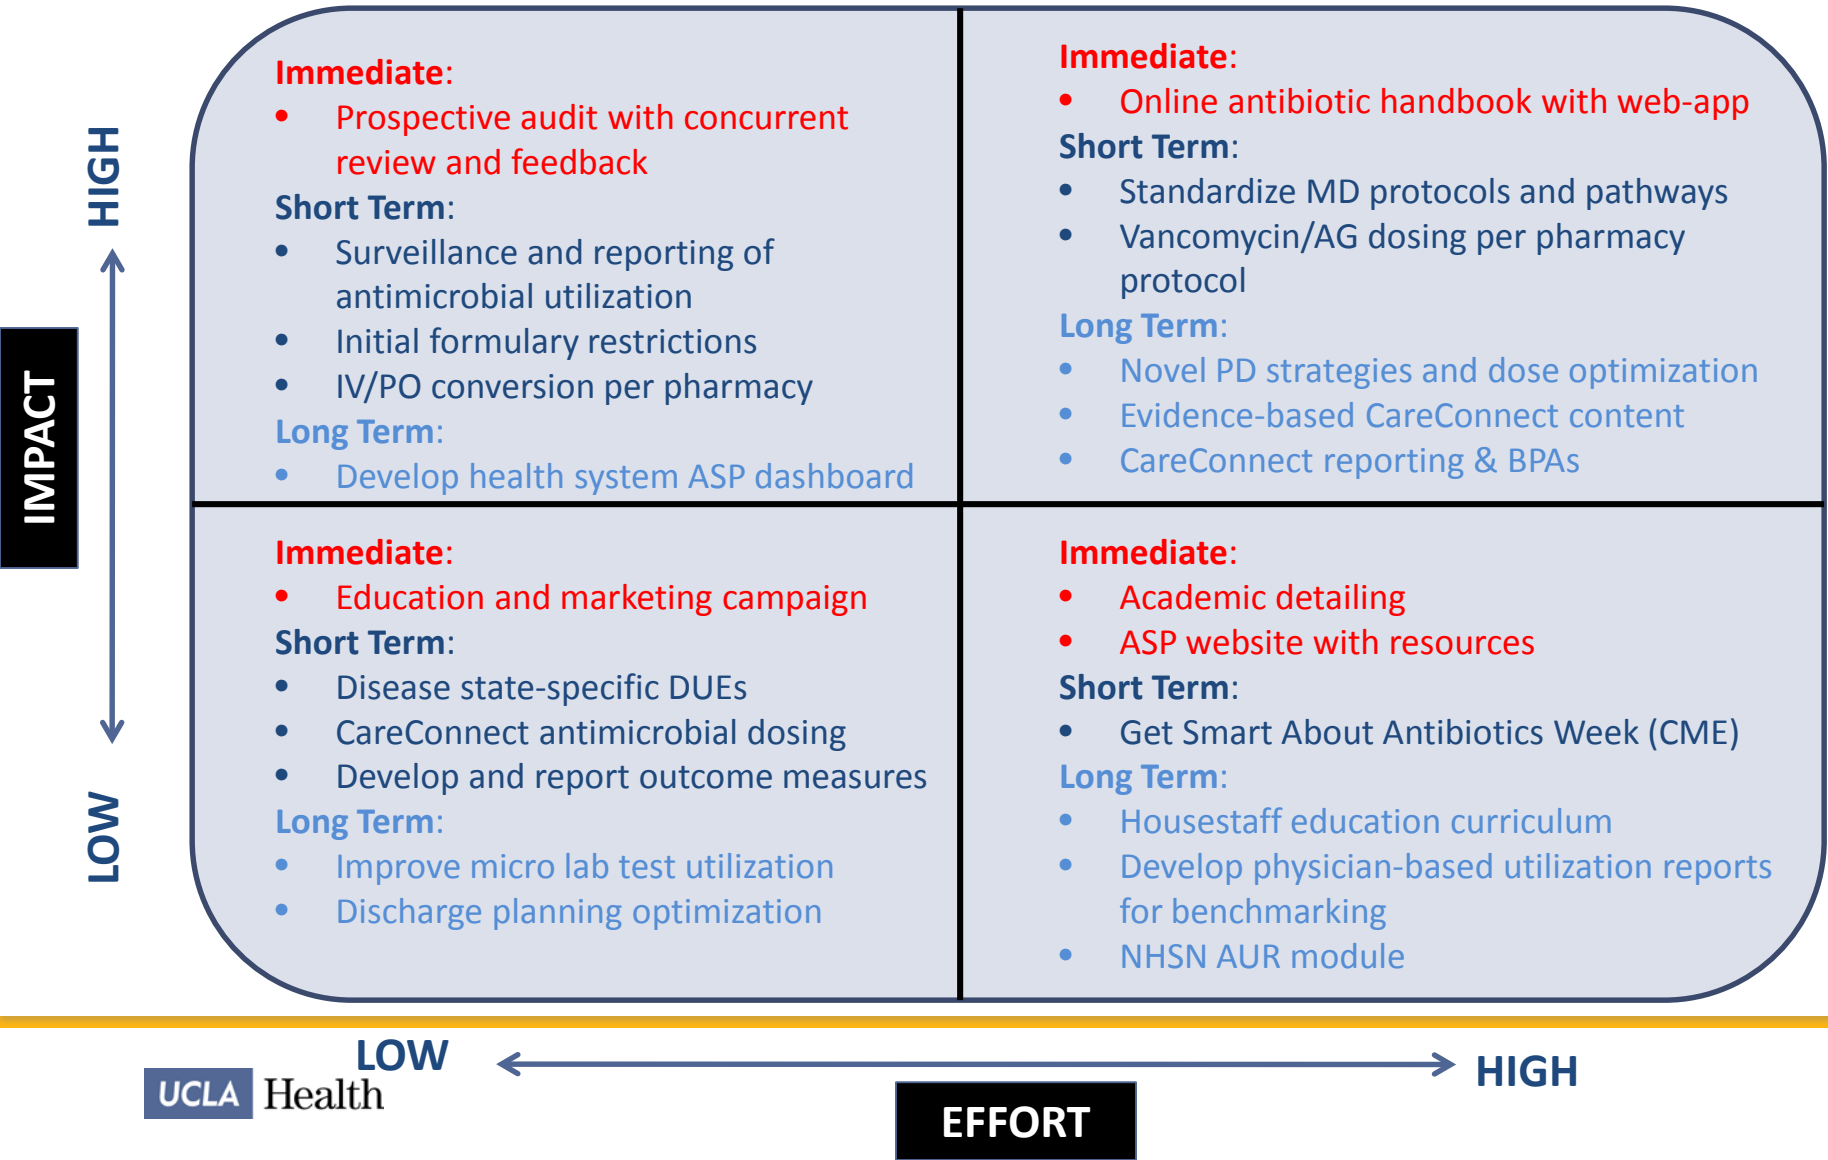 HIGH
IMPACT
LOW
Immediate:
• Prospective audit with concurrent
review and feedback
Short Term:
• Surveillance and reporting of
antimicrobial utilization
• Initial formulary restrictions
• IV/PO conversion per pharmacy
Long Term:
• Develop health system ASP dashboard
Immediate:
• Online antibiotic handbook with web-app
Short Term:
• Standardize MD protocols and pathways
• Vancomycin/AG dosing per pharmacy
protocol
Long Term:
• Novel PD strategies and dose optimization
• Evidence-based CareConnect content
• CareConnect reporting & BPAs
Immediate:
• Education and marketing campaign
Short Term:
• Disease state-specific DUEs
• CareConnect antimicrobial dosing
• Develop and report outcome measures
Long Term:
• Improve micro lab test utilization
• Discharge planning optimization
Immediate:
• Academic detailing
• ASP website with resources
Short Term:
• Get Smart About Antibiotics Week (CME)
Long Term:
• Housestaff education curriculum
• Develop physician-based utilization reports
for benchmarking
• NHSN AUR module
LOW
HIGH
UCLA Health
EFFORT